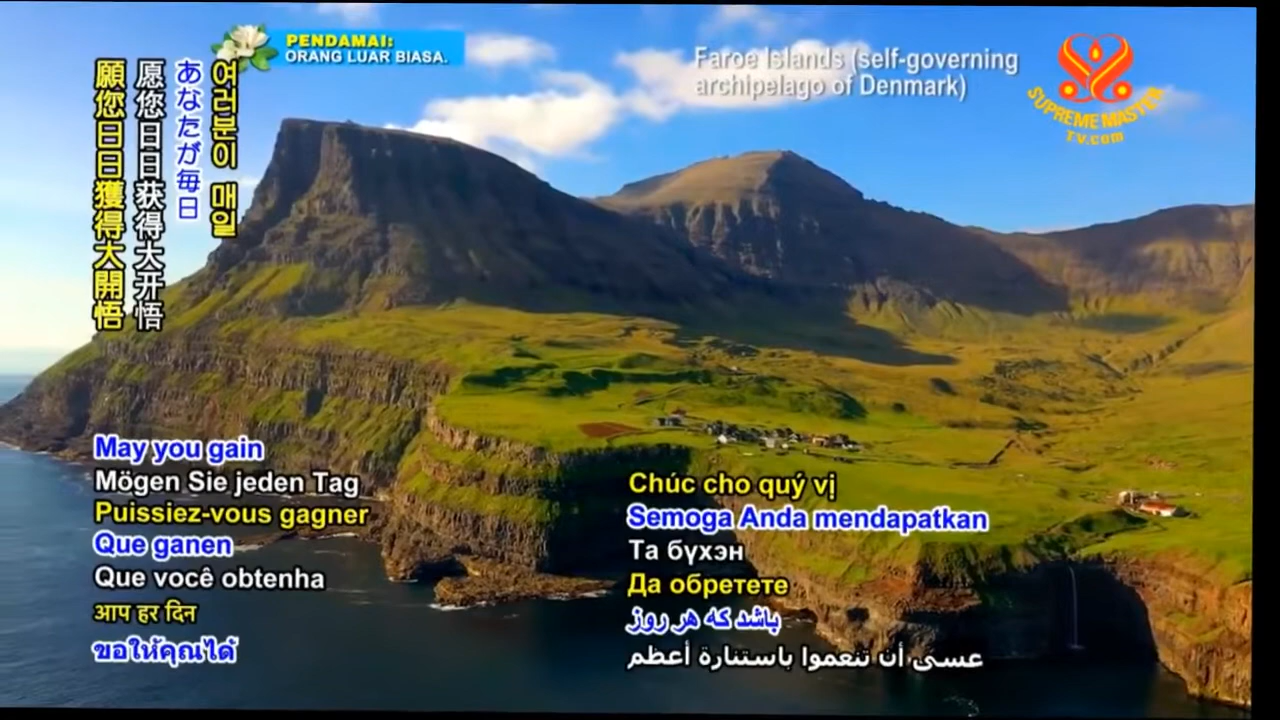 PENDAMAI:
ORANG LUAR BIASA.
Faroe Islands (self-governing
archipelago of Denmark)
SUPREME MASTER
TV.com
여러분이 매일
あなたが毎日
愿您日日获得大开悟
願您日日獲得大開悟
May you gain
Mögen Sie jeden Tag
Puissiez-vous gagner
Que ganen
Que você obtenha
आप हर दिन
ขอให้คุณได้
Chúc cho quý vị
Semoga Anda mendapatkan
Та бүхэн
Да обретете
باشد که هر روز
عسى أن تنعموا باستنارة أعظم